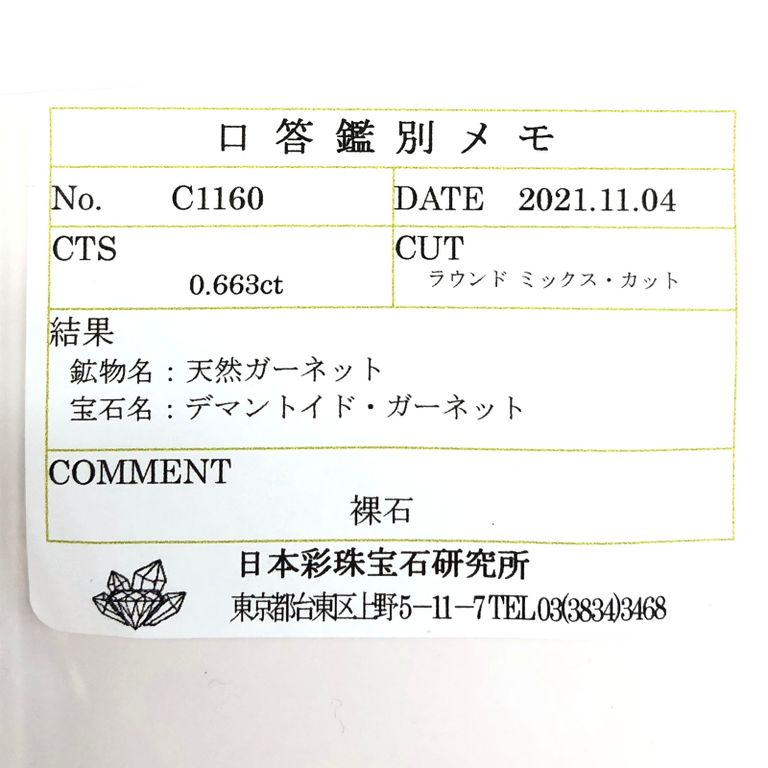 口答鑑別メモ
No. C1160 DATE 2021.11.04
CTS CUT
0.663ct ラウンド ミックス・カット
結果
鉱物名：天然ガーネット
宝石名：デマントイド・ガーネット
COMMENT
裸石
日本彩珠宝石研究所
東京都台東区上野5－11－7 TEL 03(3834)3468